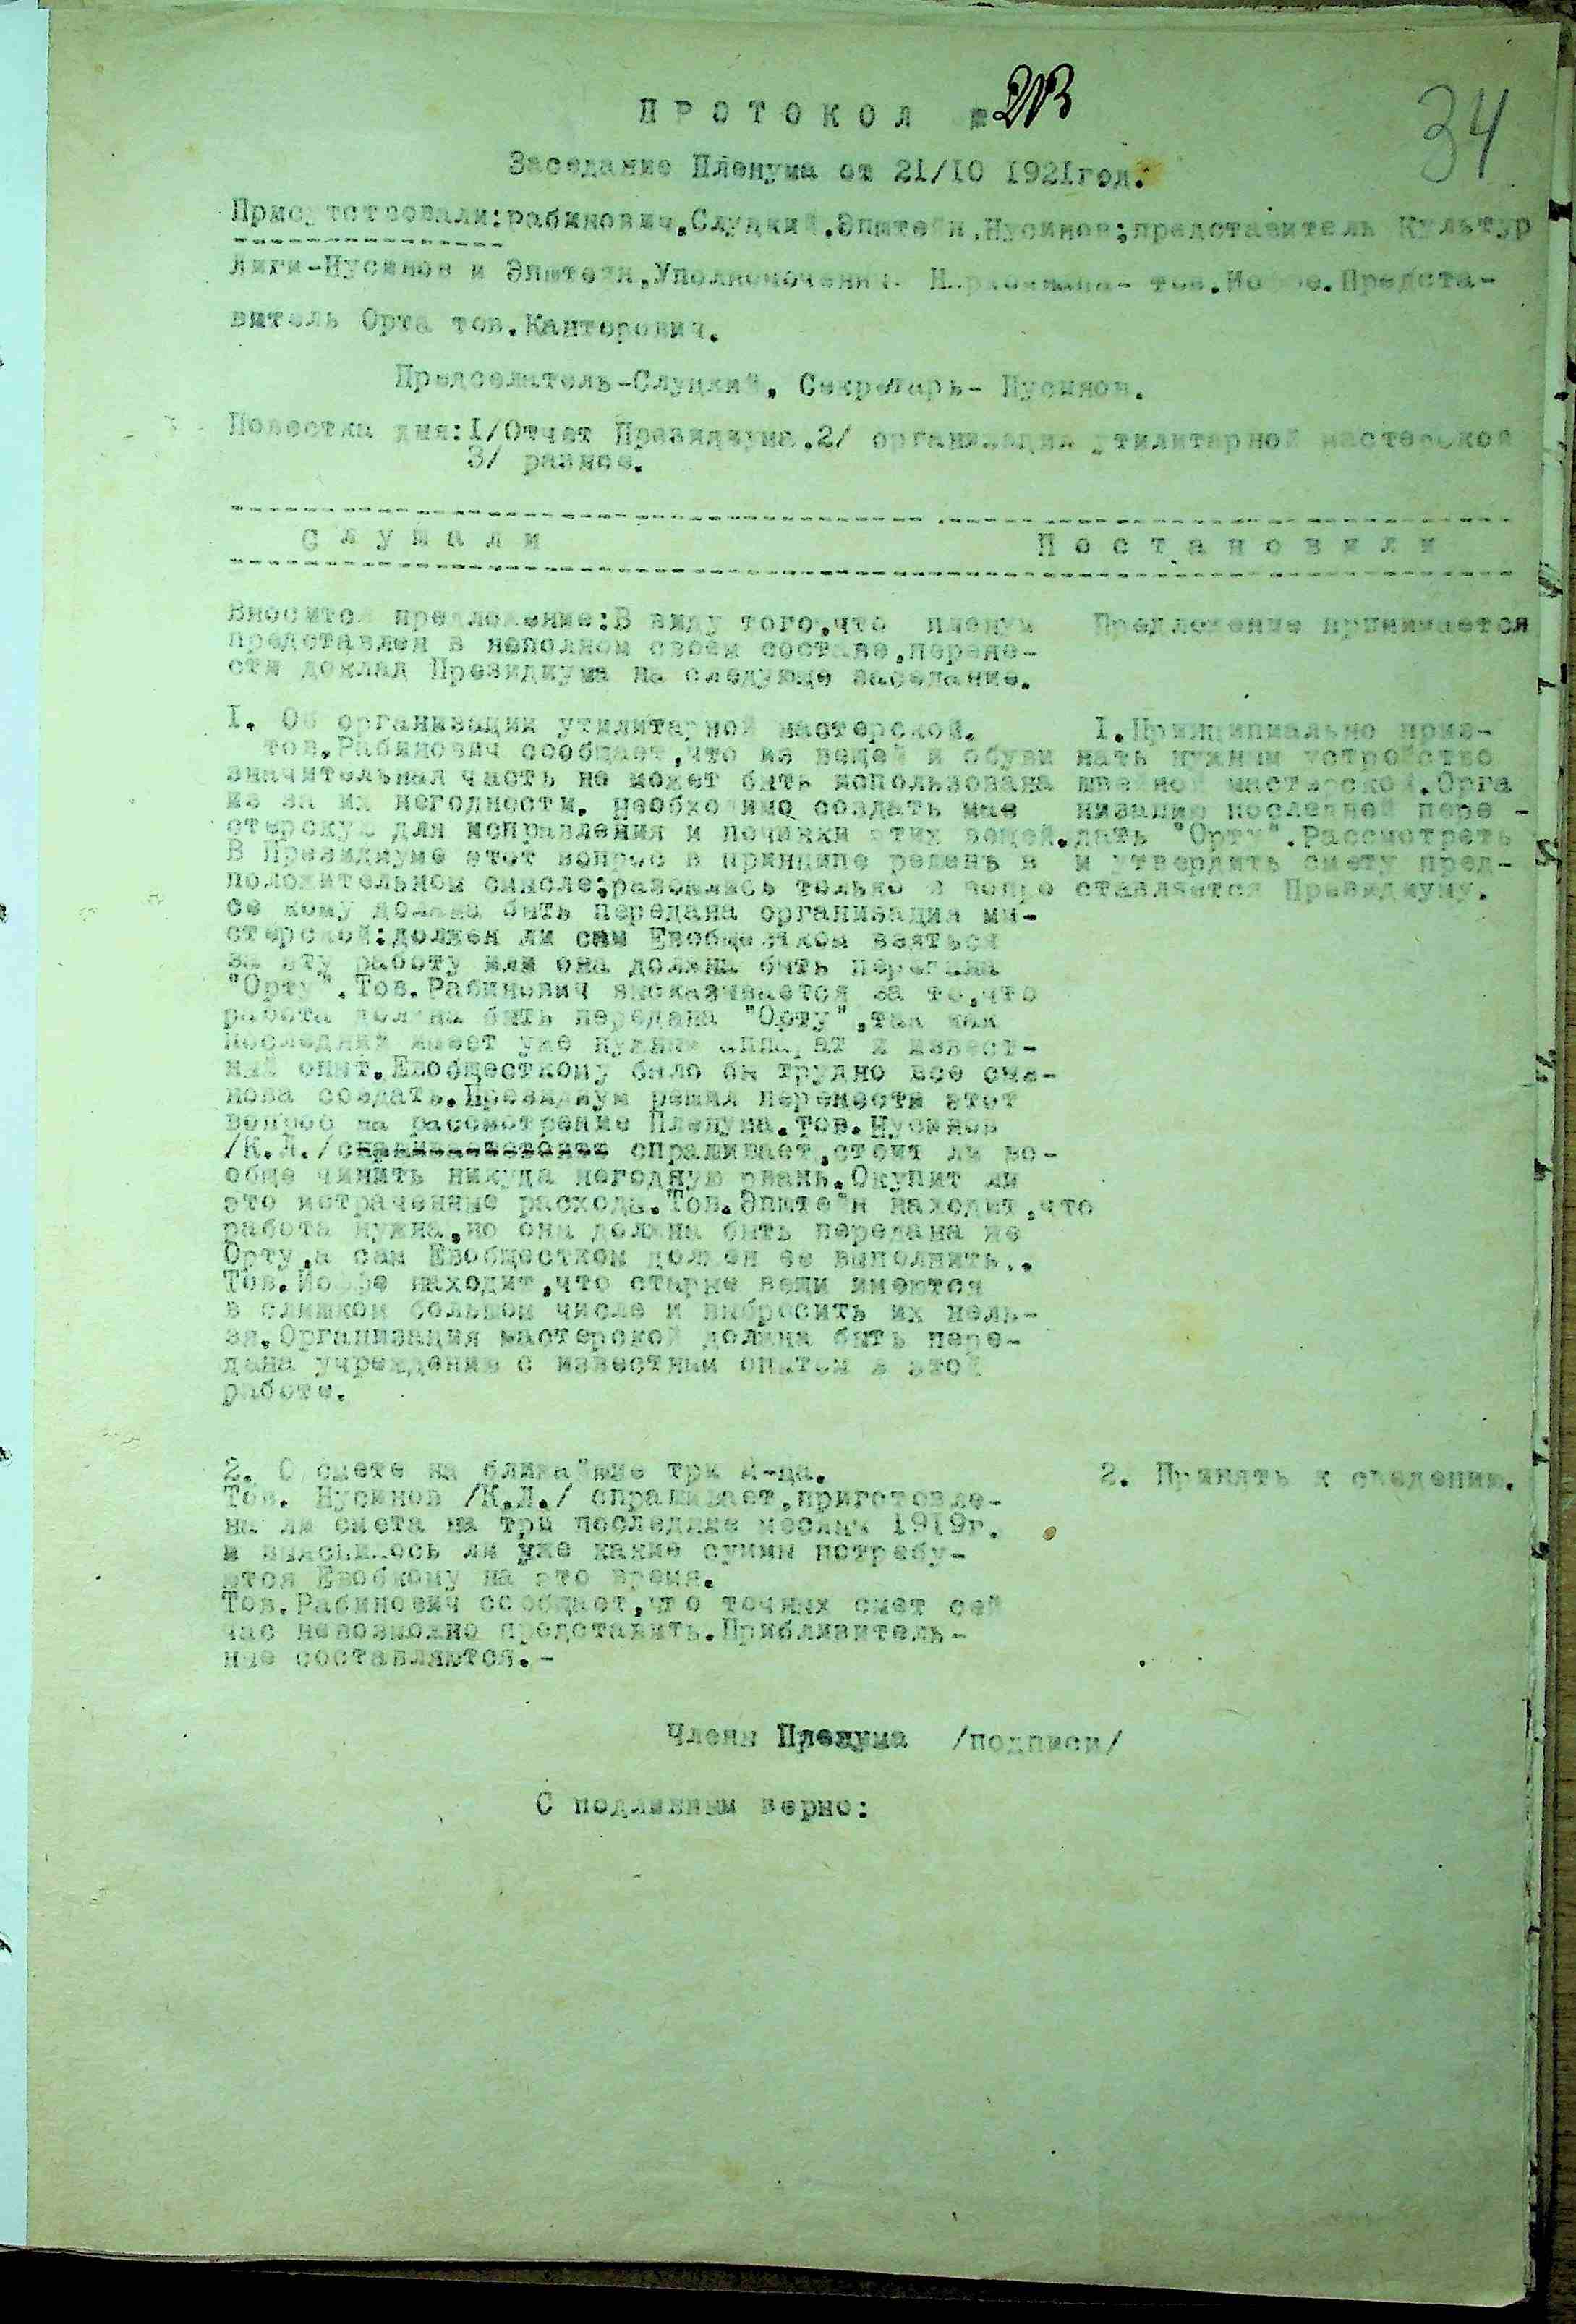 34
П Р О Т О К О Л №
Заседание Пленума от 21/10 1921год.
Присутствовали:рабинович,Слуцкий,Эпштейн,Нусинов;представитель Культур
Лиги-Нусинов и Эпштейн,Уполномоченный тов.Иоффе.Предста-
витель Орта тов.Канторович.
Председатель-Слуцкий, Секретарь- Нусинов.
Повестка дня:I/Отчет Президиума.2/ организация утилитарной мастерской
3/ разное.
С л у ш а л и
П о с т а н о в и л и
Вносится предложение:В виду того,что пленум
представлен в неполном своем составе,перене-
сти доклад Президиума на следующе заседание.
Предложение принимается
I. Об организации утилитарной мастерской.
тов.Рабинович сообщает,что из вещей и обуви
значительная часть не может быть использована
из за их негодности. Необходимо создать мас
стерскую для исправления и починки этих вещей.
В Президиуме этот вопрос в принципе решенъ в
положительном смысле;разошлись только в вопро
се кому должна быть передана организация ма-
стерской:должен ли сам Евобщестком взяться
за эту работу или она должна быть передана
"Орту".Тов.Рабинович высказывается за то,что
работа должна быть передана "Орту",так как
последний имеет уже нужный аппарат и извест-
ный опыт.Евобщесткому было бы трудно все сыз-
нова создать.Президиум решил перенести этот
вопрос на рассмотрение Пленума.Тов.Нусинов
/К.Л./ спрашивает,стоит ли во-
обще чинить никуда негодную рвань.Окупит ли
это истраченные расходы.Тов.Эпштейн находит,что
работа нужна,но она должна быть передана не
Орту,а сам Евобщестком должен ее выполнить..
Тов.Иоффе находит,что старые вещи имеются
в слишком большом числе и выбросить их нель-
зя.Организация мастерской должна быть пере-
дана учреждению с известным опытом в этой
работе.
I.Принципиально приз-
нать нужным устройство
швейной мастерской.Орга
низацию последней пере -
дать "Орту".Рассмотреть
и утвердить смету пред-
ставляется Президиуму.
2. О смете на ближайшие три м-ца.
Тов. Нусинов /К.Л./ спрашивает,приготовле-
на ли смета на три последние месяца 1919г.
и выяснилось ли уже какие суммы потребу-
ются Евобкому на это время.
Тов.Рабинович сообщает,что точных смет сей
час невозможно представить.Приблизитель-
ные составляются.-
2. Принять к сведению.
Члены Пленума /подписи/
С подлинным верно: